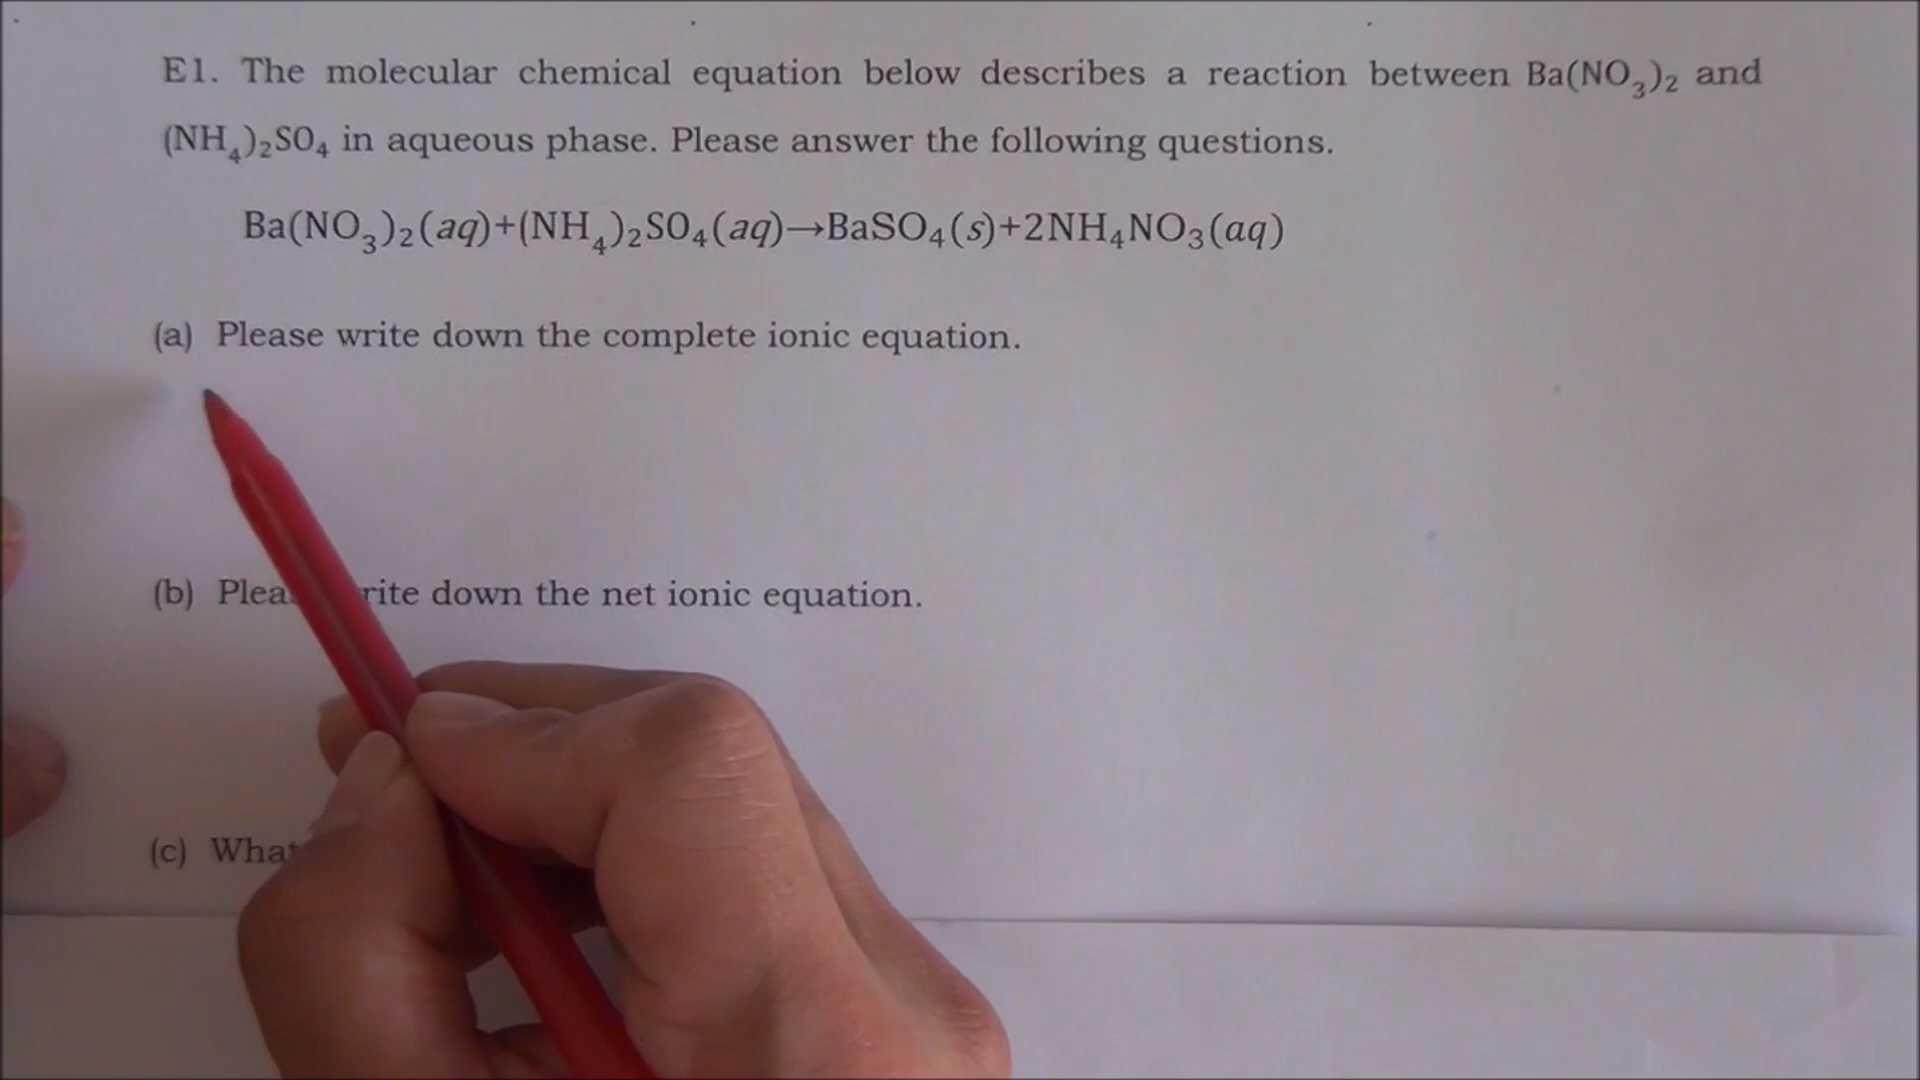 E1. The molecular chemical equation below describes a reaction between Ba(NO₃)₂ and
(NH₄)₂SO₄ in aqueous phase. Please answer the following questions.
Ba(NO₃)₂(aq)+(NH₄)₂SO₄(aq)→BaSO₄(s)+2NH₄NO₃(aq)
(a) Please write down the complete ionic equation.
(b) down the net ionic equation.
(c) What